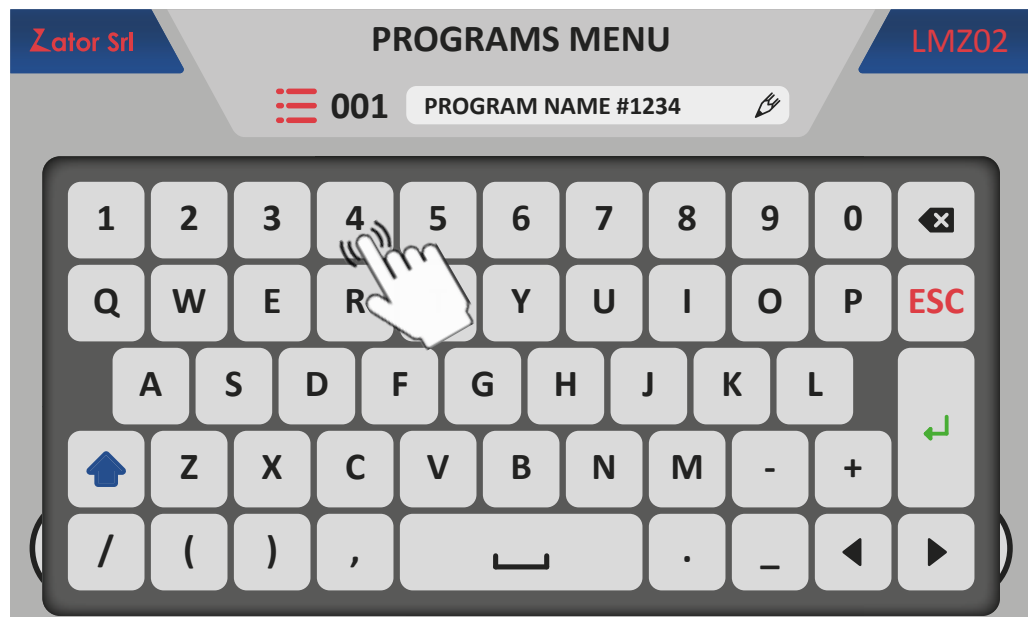 Zator Srl
PROGRAMS MENU
LMZ02
001 PROGRAM NAME #1234
1 2 3 4 5 6 7 8 9 0
Q W E R Y U I O P ESC
A S D F G H J K L
Z X C V B N M - +
/ ( ) , . _